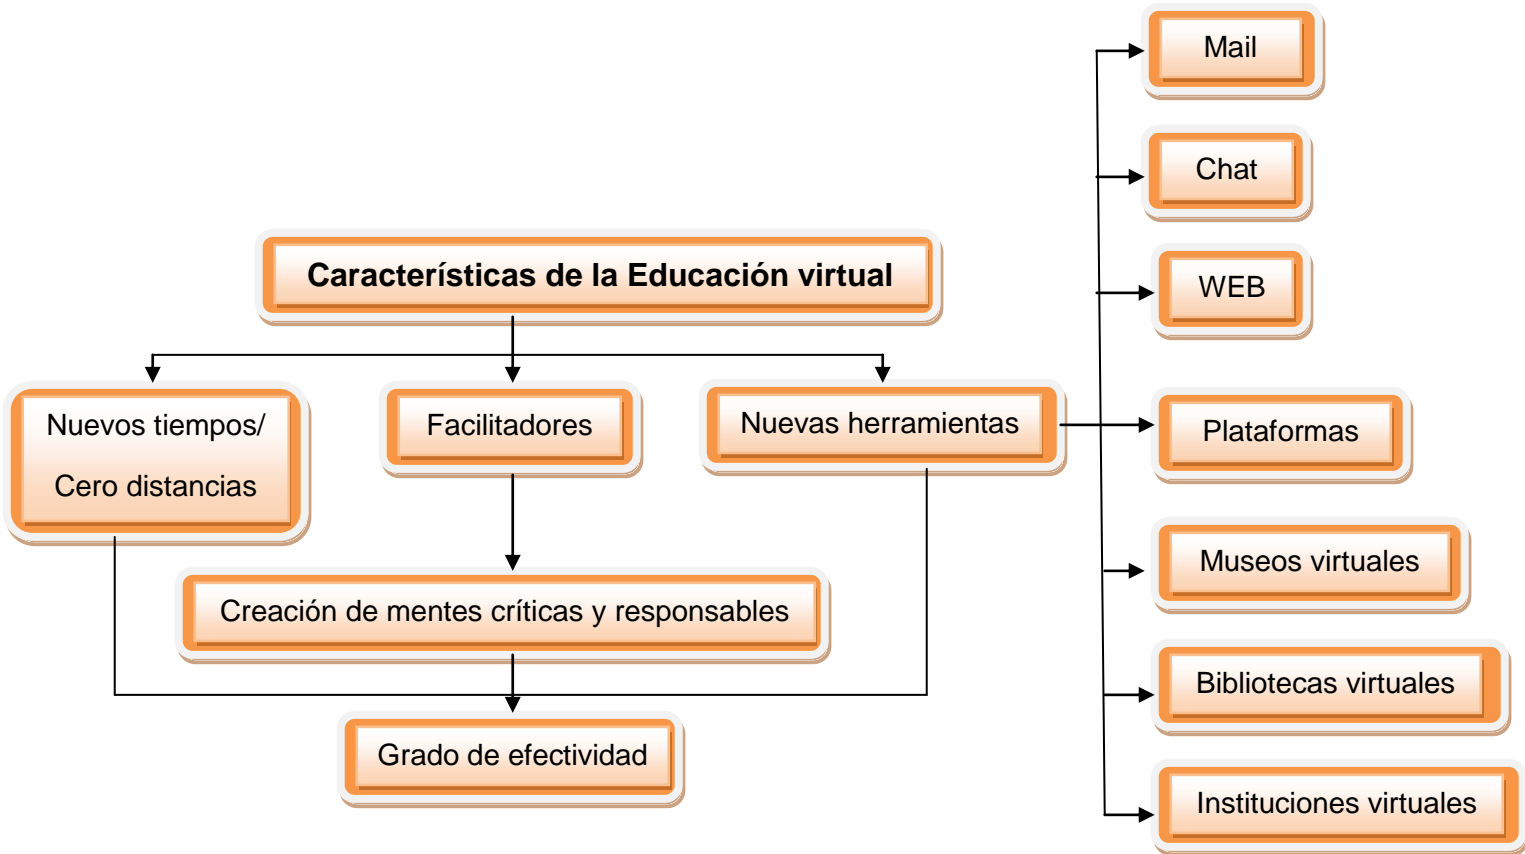 Características de la Educación virtual
Nuevos tiempos/
Cero distancias
Facilitadores
Nuevas herramientas
Creación de mentes críticas y responsables
Grado de efectividad
Mail
Chat
WEB
Plataformas
Museos virtuales
Bibliotecas virtuales
Instituciones virtuales